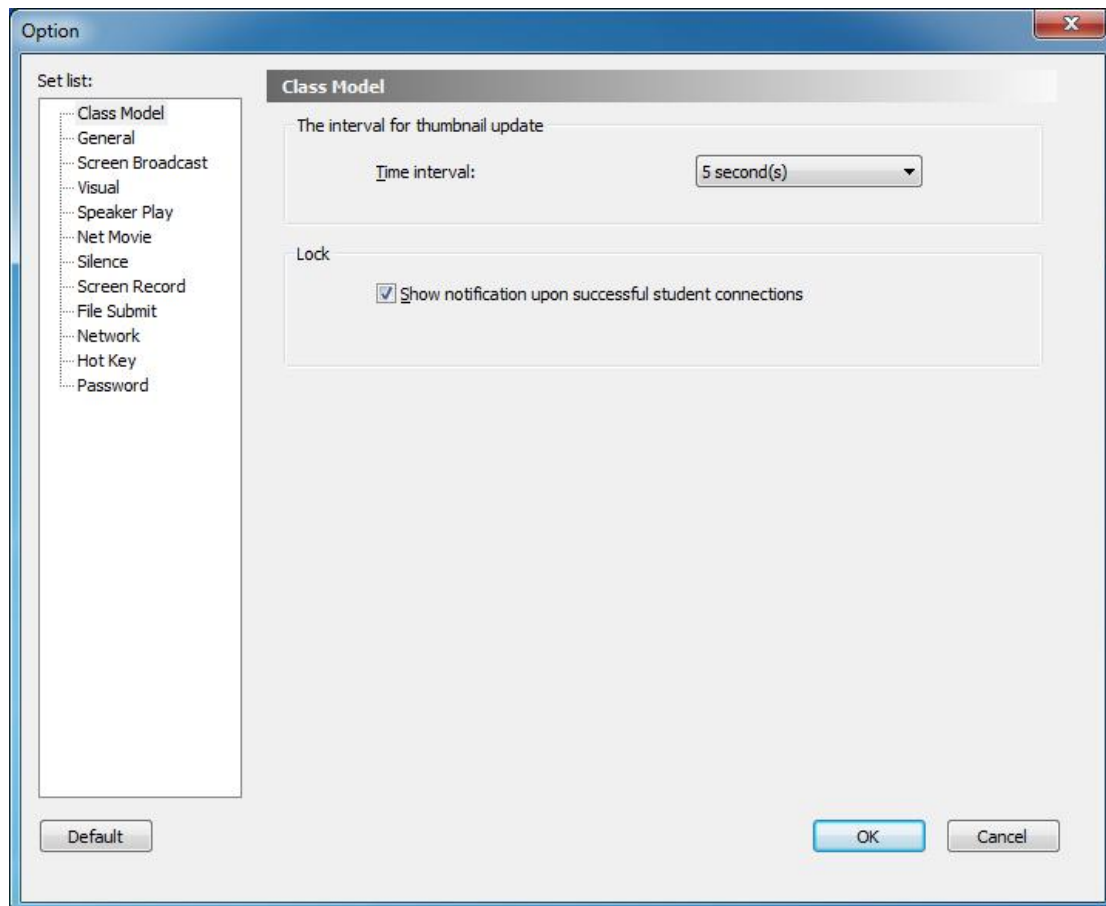 Option
Set list:
Class Model
General
Screen Broadcast
Visual
Speaker Play
Net Movie
Silence
Screen Record
File Submit
Network
Hot Key
Password
Class Model
The interval for thumbnail update
Time interval: 5 second(s)
Lock
Show notification upon successful student connections
Default OK Cancel